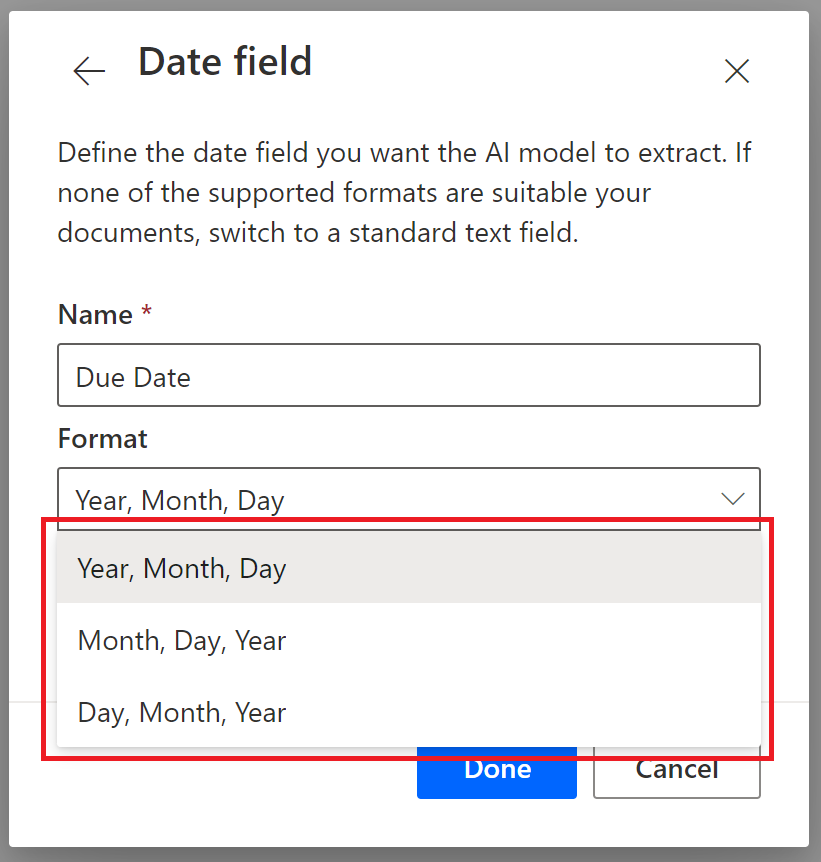 Date field
Define the date field you want the AI model to extract. If
none of the supported formats are suitable your
documents, switch to a standard text field.
Name *
Due Date
Format
Year, Month, Day
Year, Month, Day
Month, Day, Year
Day, Month, Year
Done
Cancel